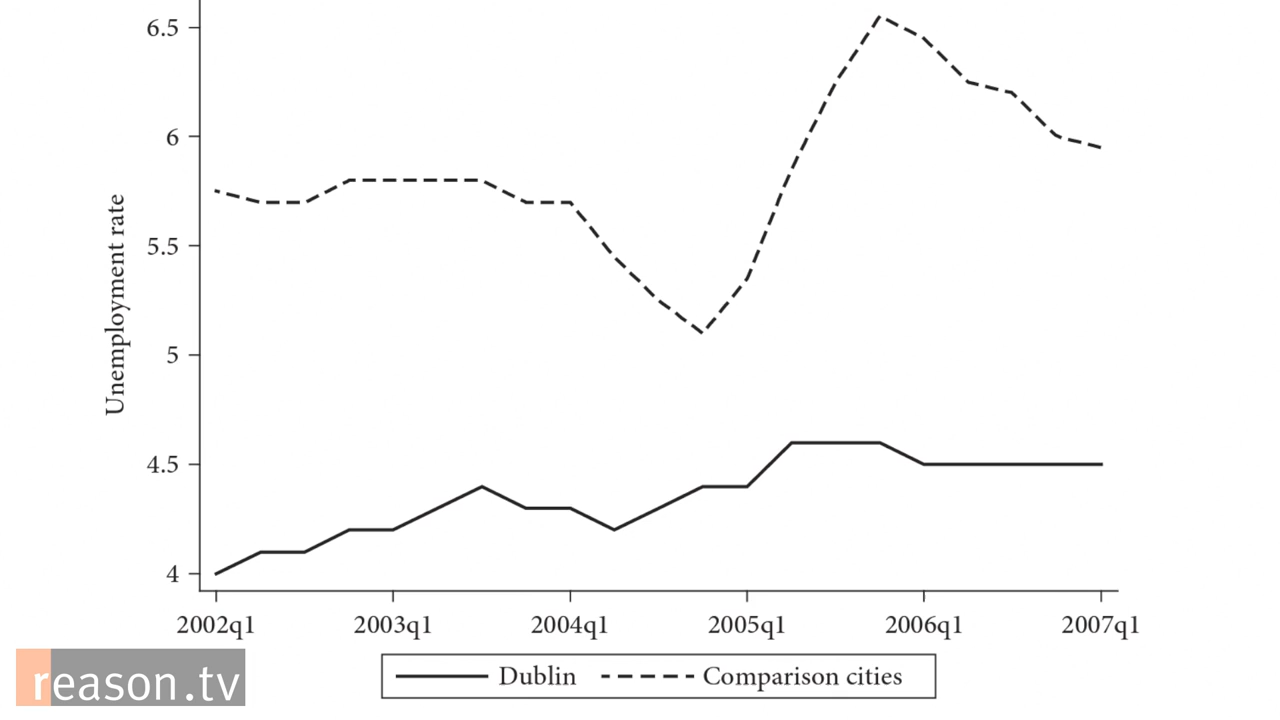 6.5
6
5.5
5
4.5
4
Unemployment rate
2002q1 2003q1 2004q1 2005q1 2006q1 2007q1
Dublin Comparison cities
reason.tv